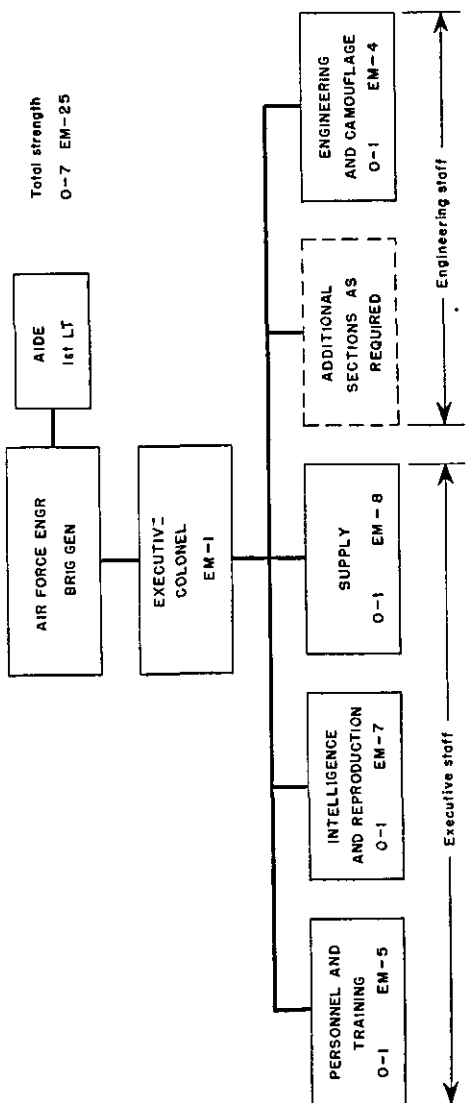 Total strength
O-7 EM-25
AIR FORCE ENGR
BRIG GEN
AIDE
1st LT
EXECUTIVE-
COLONEL
EM-1
PERSONNEL AND
TRAINING
O-1 EM-5
INTELLIGENCE
AND REPRODUCTION
O-1 EM-7
SUPPLY
O-1 EM-8
ADDITIONAL
SECTIONS AS
REQUIRED
ENGINEERING
AND CAMOUFLAGE
O-1 EM-4
Executive staff
Engineering staff